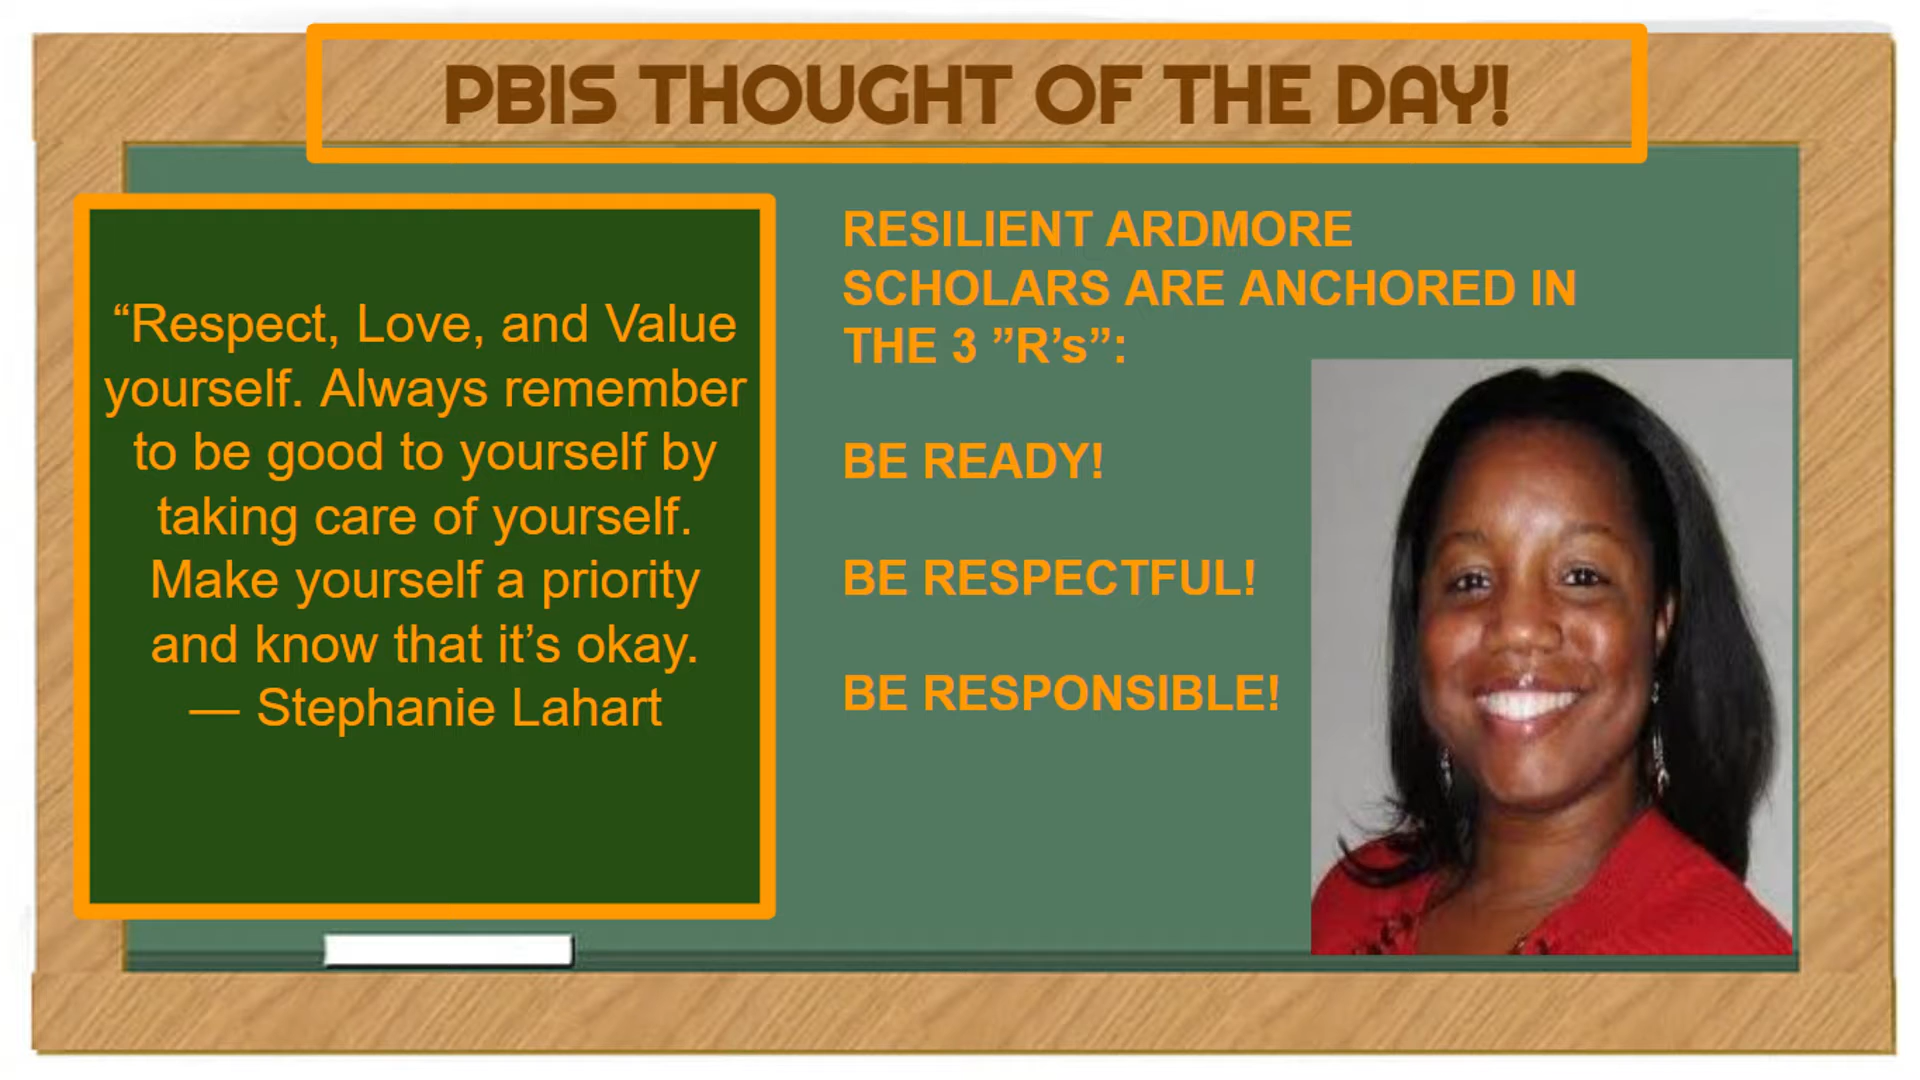 PBIS THOUGHT OF THE DAY!
“Respect, Love, and Value
yourself. Always remember
to be good to yourself by
taking care of yourself.
Make yourself a priority
and know that it’s okay.
— Stephanie Lahart
RESILIENT ARDMORE
SCHOLARS ARE ANCHORED IN
THE 3 ”R’s”:
BE READY!
BE RESPECTFUL!
BE RESPONSIBLE!